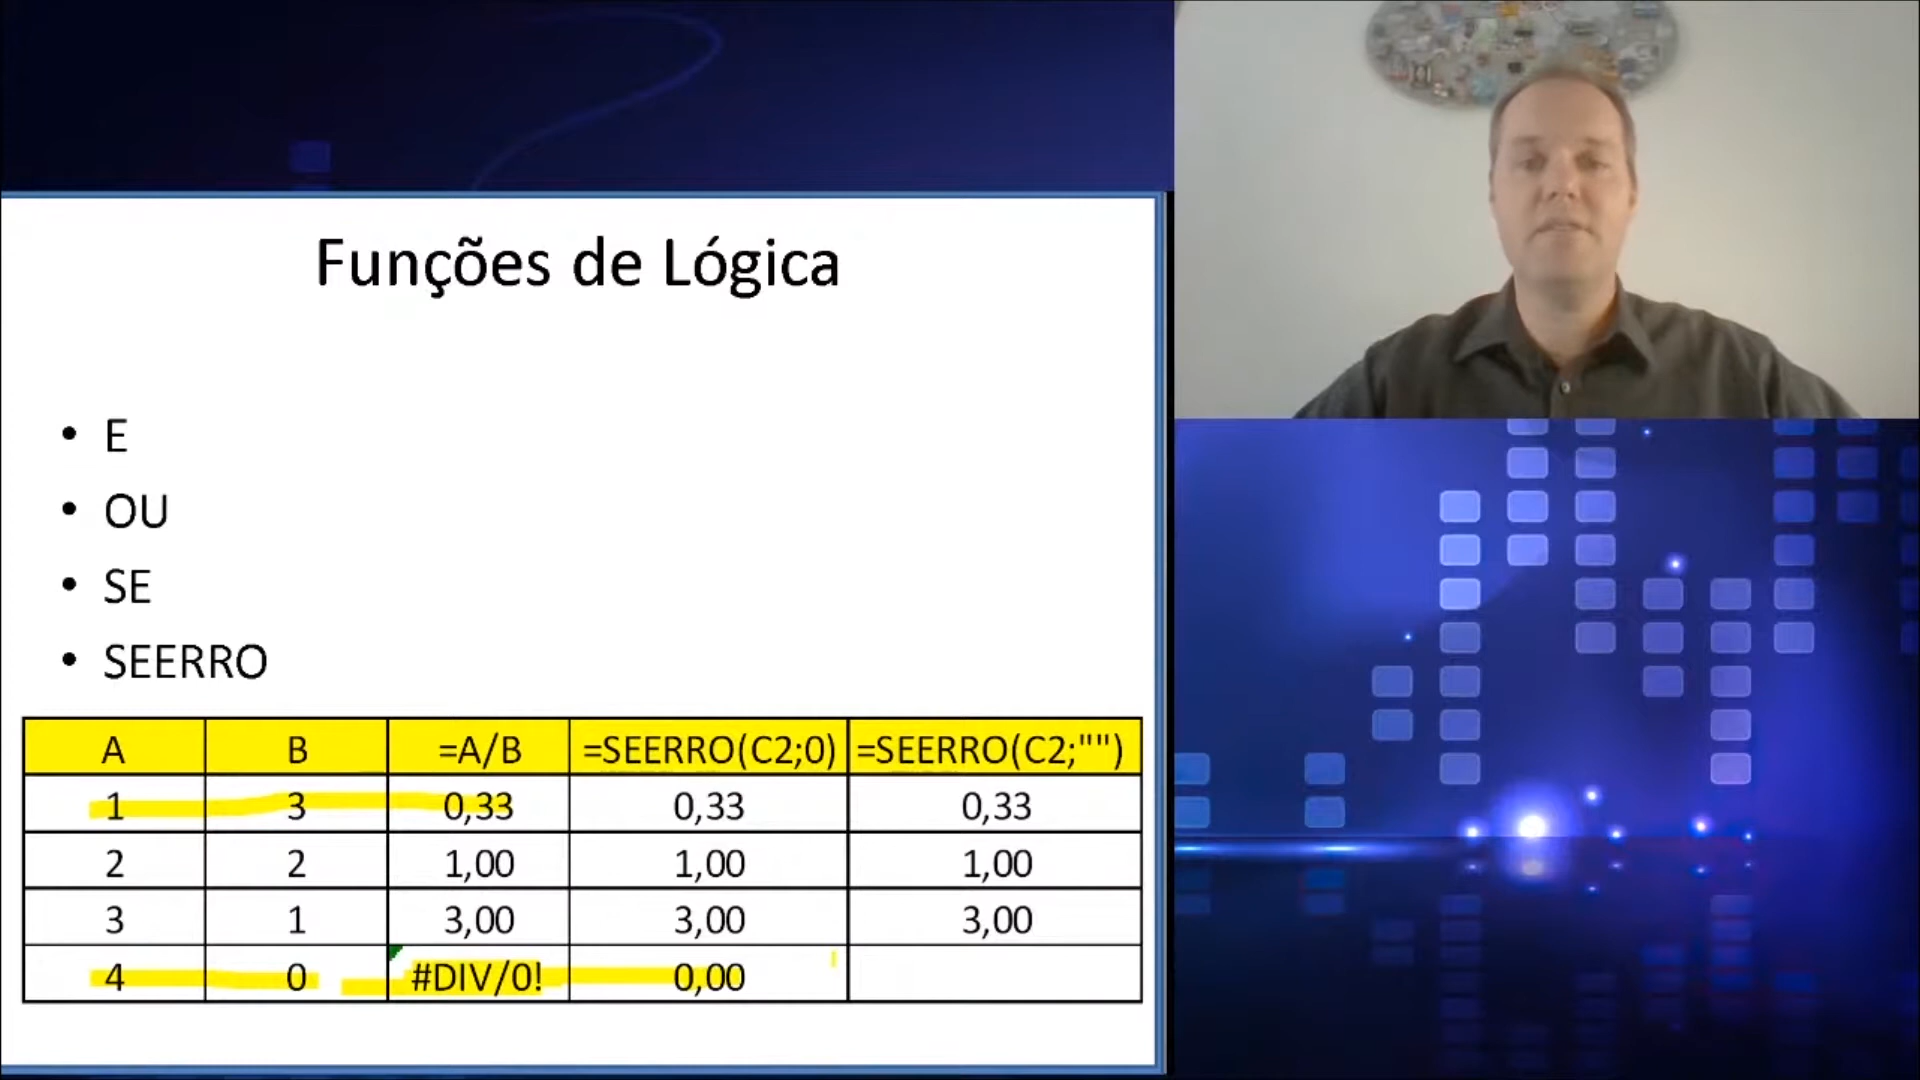 Funções de Lógica
• E
• OU
• SE
• SEERRO
A B =A/B =SEERRO(C2;0) =SEERRO(C2;"")
1 3 0,33 0,33 0,33
2 2 1,00 1,00 1,00
3 1 3,00 3,00 3,00
4 0 #DIV/0! 0,00